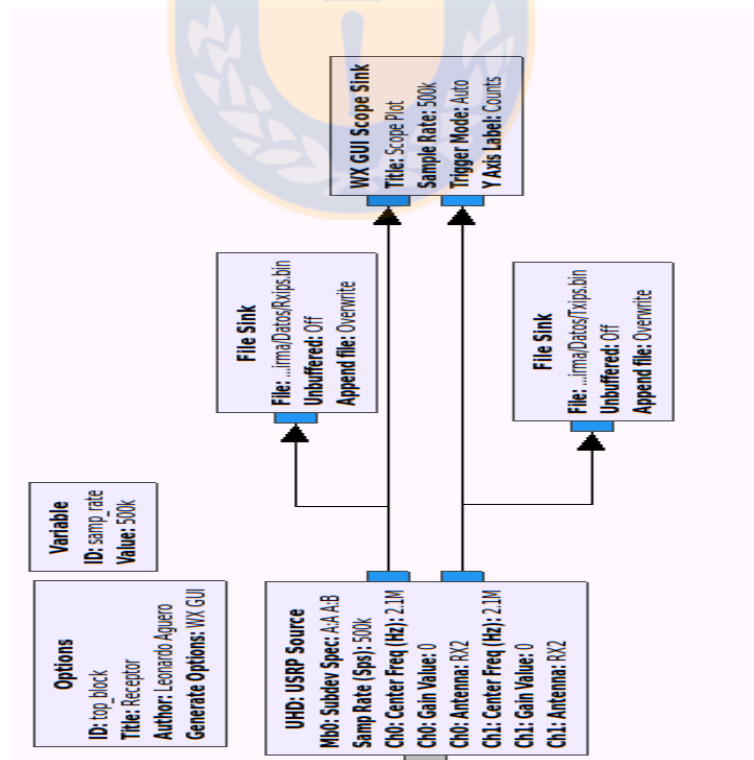 Options
ID: top_block
Title: Receptor
Author: Leonardo Aguero
Generate Options: WX GUI
Variable
ID: samp_rate
Value: 500k
UHD: USRP Source
Mb0: Subdev Spec: A:A A:B
Samp Rate (Sps): 500k
Ch0: Center Freq (Hz): 2.1M
Ch0: Gain Value: 0
Ch0: Antenna: RX2
Ch1: Center Freq (Hz): 2.1M
Ch1: Gain Value: 0
Ch1: Antenna: RX2
File Sink
File: ...irma/Datos/Rxips.bin
Unbuffered: Off
Append file: Overwrite
File Sink
File: ...irma/Datos/Txips.bin
Unbuffered: Off
Append file: Overwrite
WX GUI Scope Sink
Title: Scope Plot
Sample Rate: 500k
Trigger Mode: Auto
Y Axis Label: Counts